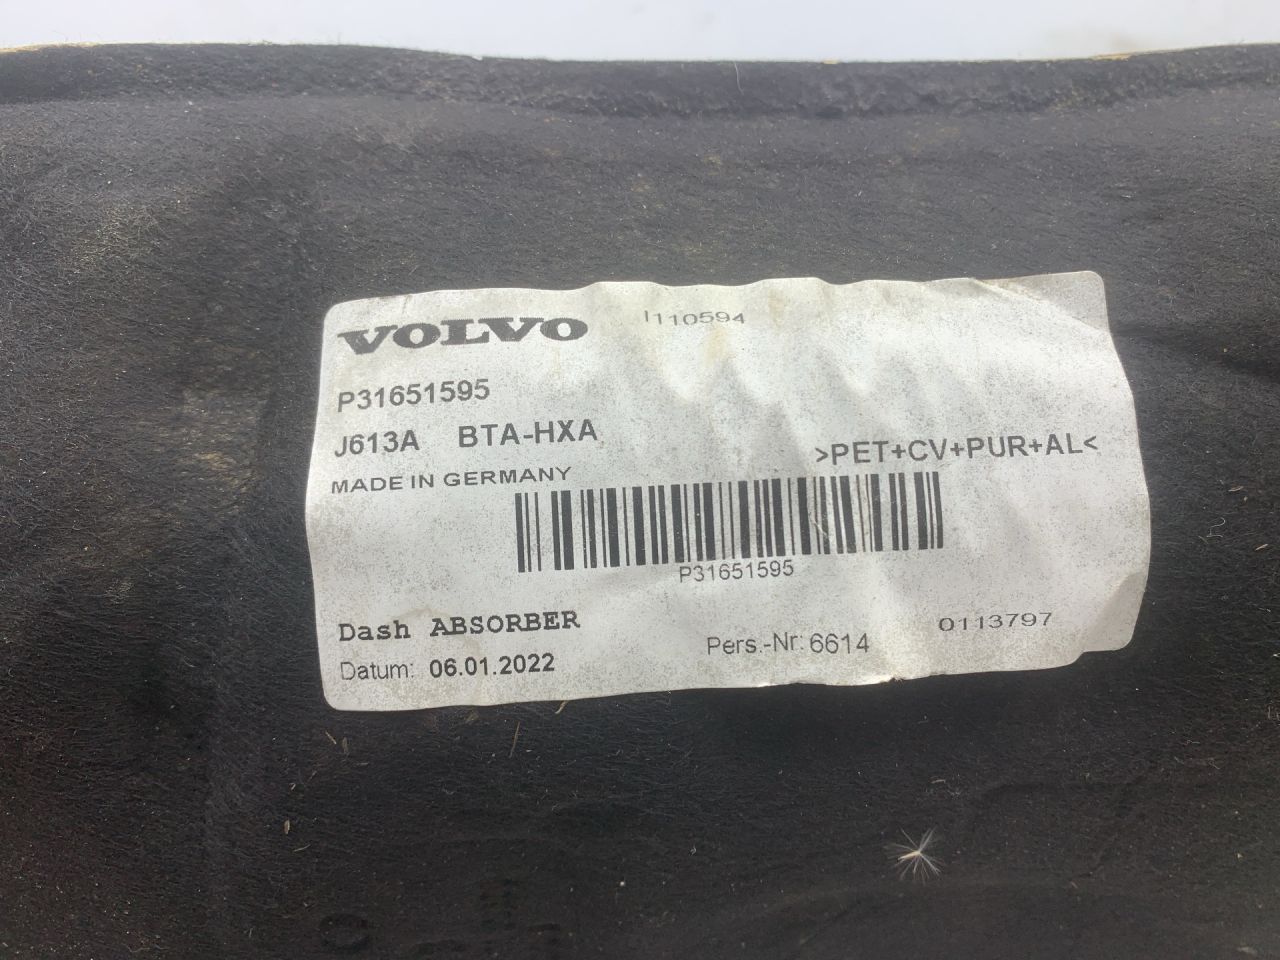 VOLVO
I110594
P31651595
J613A BTA-HXA
>PET+CV+PUR+AL<
MADE IN GERMANY
P31651595
Dash ABSORBER
Pers.-Nr: 6614
0113797
Datum: 06.01.2022